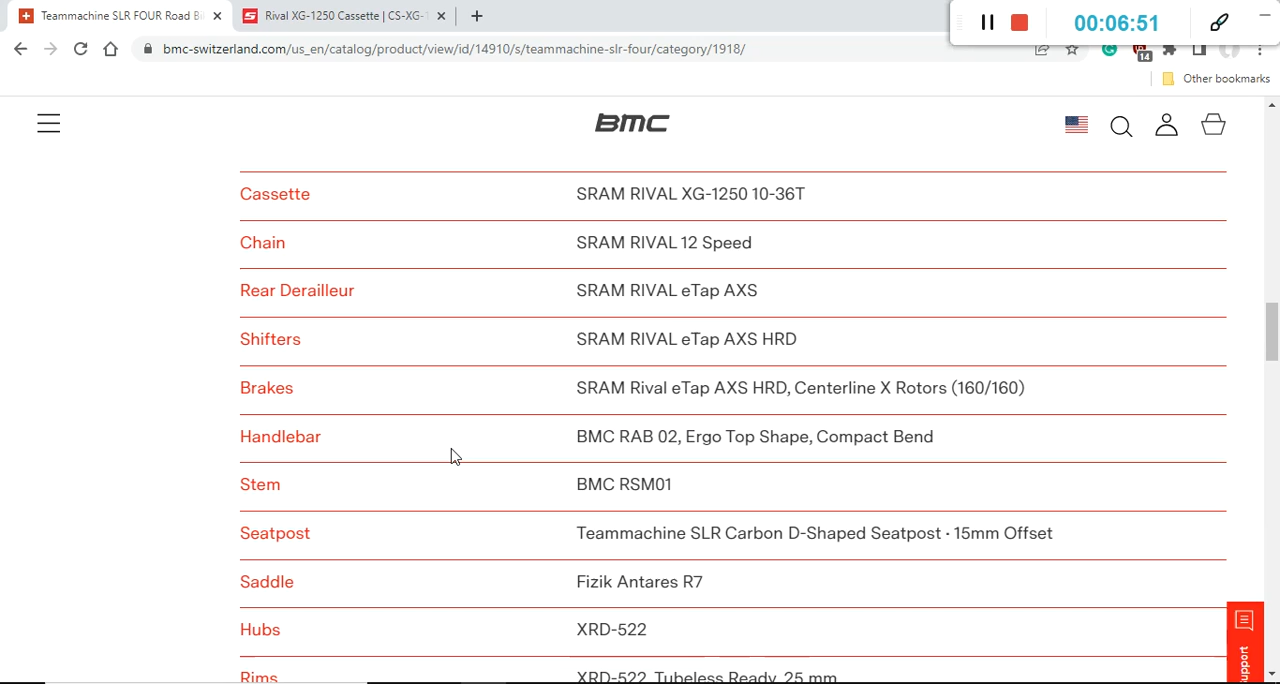 Teammachine SLR FOUR Road Bi
Rival XG-1250 Cassette | CS-XG-1
00:06:51
bmc-switzerland.com/us_en/catalog/product/view/id/14910/s/teammachine-slr-four/category/1918/
14
Other bookmarks
BMC
Cassette SRAM RIVAL XG-1250 10-36T
Chain SRAM RIVAL 12 Speed
Rear Derailleur SRAM RIVAL eTap AXS
Shifters SRAM RIVAL eTap AXS HRD
Brakes SRAM Rival eTap AXS HRD, Centerline X Rotors (160/160)
Handlebar BMC RAB 02, Ergo Top Shape, Compact Bend
Stem BMC RSM01
Seatpost Teammachine SLR Carbon D-Shaped Seatpost · 15mm Offset
Saddle Fizik Antares R7
Hubs XRD-522
Rims XRD-522, Tubeless Ready, 25 mm
upport